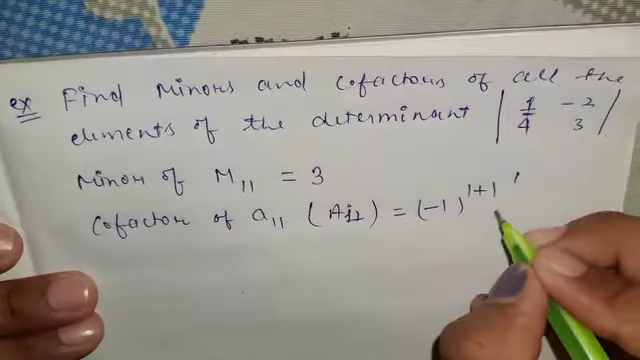 ex Find Minors and cofactors of all the
elements of the determinant | 1 -2 |
| 4 3 |
Minor of M11 = 3
Cofactor of a11 (A11) = (-1)^1+1